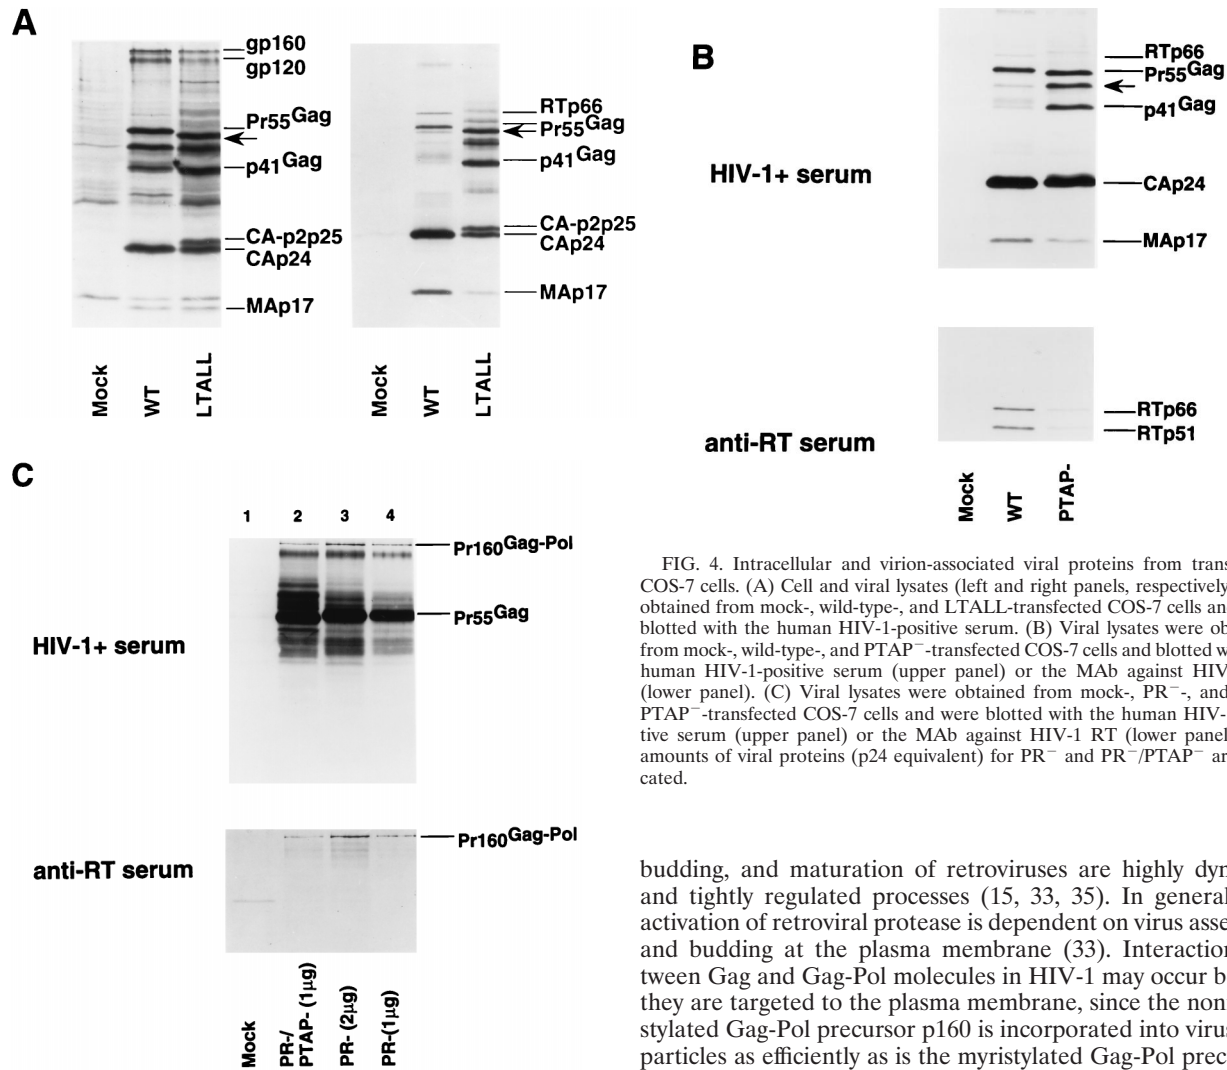 A
gp160
gp120
Pr55Gag
p41Gag
CA-p2p25
CAp24
MAp17
Mock
WT
LTALL
RTp66
Pr55Gag
p41Gag
CA-p2p25
CAp24
MAp17
Mock
WT
LTALL
B
HIV-1+ serum
RTp66
Pr55Gag
p41Gag
CAp24
MAp17
anti-RT serum
RTp66
RTp51
Mock
WT
PTAP-
C
1 2 3 4
HIV-1+ serum
Pr160Gag-Pol
Pr55Gag
anti-RT serum
Pr160Gag-Pol
Mock
PR-/
PTAP- (1µg)
PR- (2µg)
PR-(1µg)
FIG. 4. Intracellular and virion-associated viral proteins from trans
COS-7 cells. (A) Cell and viral lysates (left and right panels, respectively
obtained from mock-, wild-type-, and LTALL-transfected COS-7 cells an
blotted with the human HIV-1-positive serum. (B) Viral lysates were ob
from mock-, wild-type-, and PTAP−-transfected COS-7 cells and blotted w
human HIV-1-positive serum (upper panel) or the MAb against HIV
(lower panel). (C) Viral lysates were obtained from mock-, PR−-, and
PTAP−-transfected COS-7 cells and were blotted with the human HIV-
tive serum (upper panel) or the MAb against HIV-1 RT (lower panel
amounts of viral proteins (p24 equivalent) for PR− and PR−/PTAP− ar
cated.
budding, and maturation of retroviruses are highly dyn
and tightly regulated processes (15, 33, 35). In general
activation of retroviral protease is dependent on virus asse
and budding at the plasma membrane (33). Interaction
tween Gag and Gag-Pol molecules in HIV-1 may occur b
they are targeted to the plasma membrane, since the non
stylated Gag-Pol precursor p160 is incorporated into virus
particles as efficiently as is the myristylated Gag-Pol prec